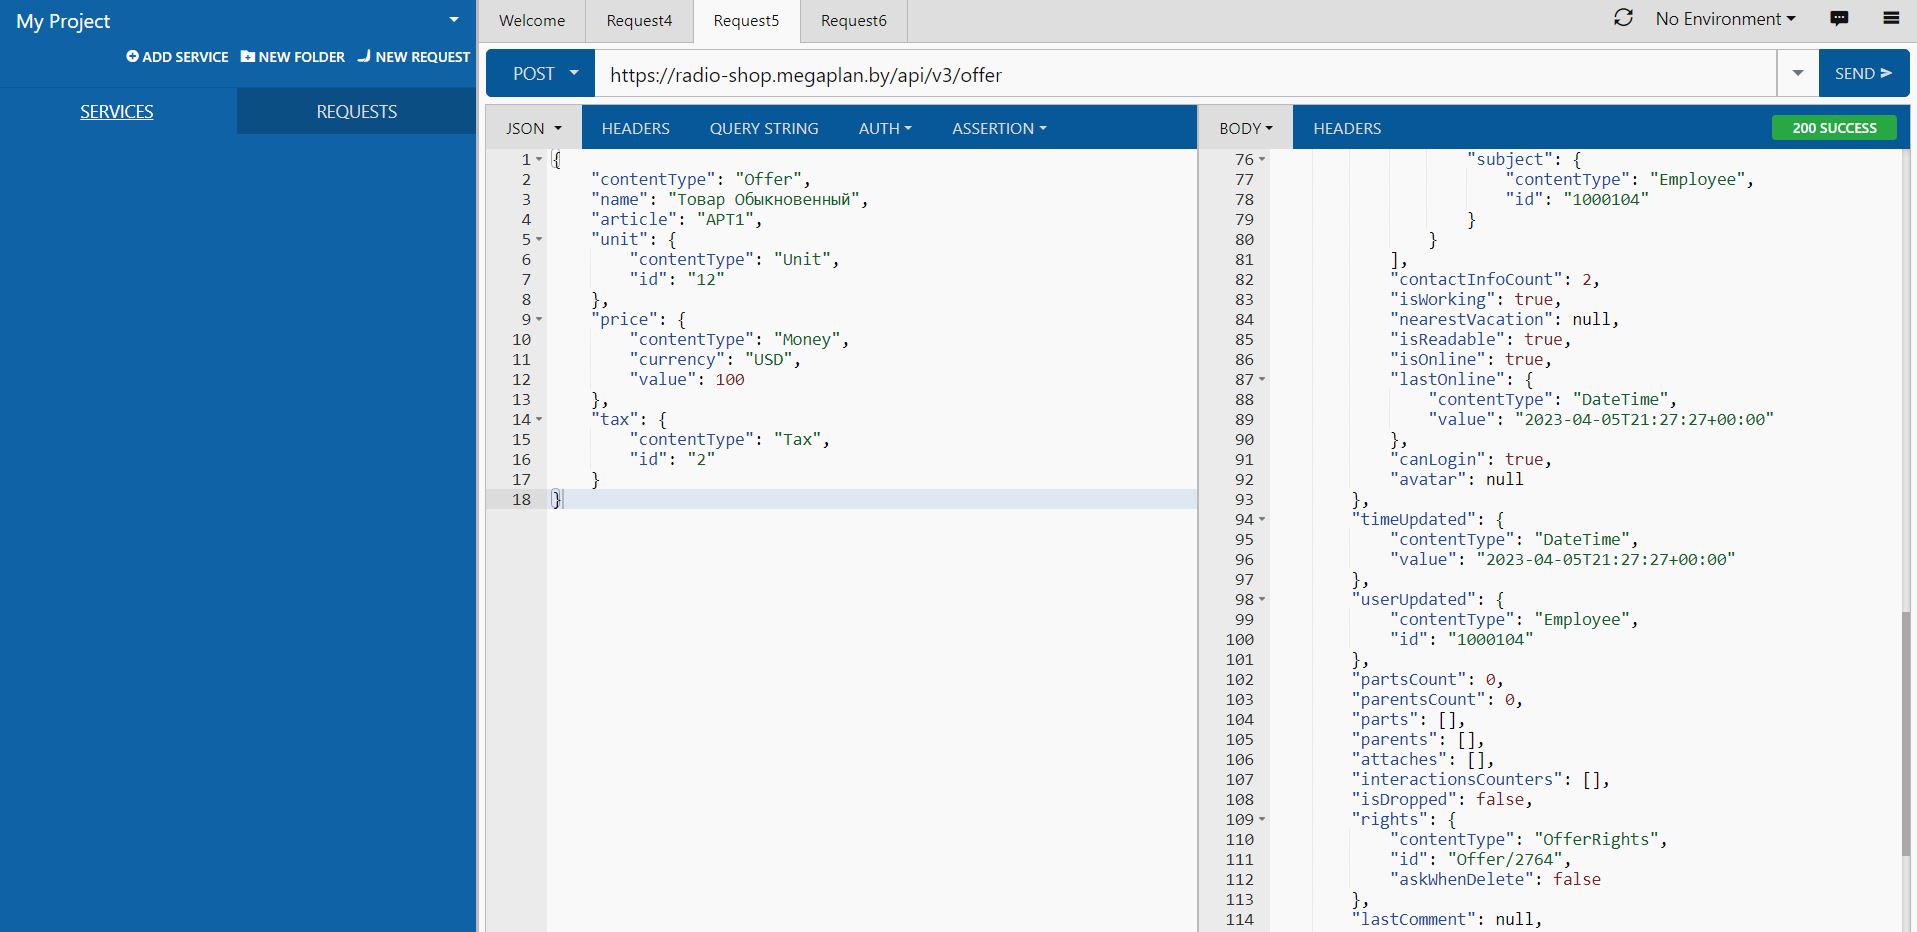 My Project
ADD SERVICE NEW FOLDER NEW REQUEST
SERVICES REQUESTS
Welcome Request4 Request5 Request6
No Environment
POST https://radio-shop.megaplan.by/api/v3/offer SEND
JSON HEADERS QUERY STRING AUTH ASSERTION
1 {
2 "contentType": "Offer",
3 "name": "Товар Обыкновенный",
4 "article": "АРТ1",
5 "unit": {
6 "contentType": "Unit",
7 "id": "12"
8 },
9 "price": {
10 "contentType": "Money",
11 "currency": "USD",
12 "value": 100
13 },
14 "tax": {
15 "contentType": "Tax",
16 "id": "2"
17 }
18 }
BODY HEADERS 200 SUCCESS
76 "subject": {
77 "contentType": "Employee",
78 "id": "1000104"
79 }
80 }
81 ],
82 "contactInfoCount": 2,
83 "isWorking": true,
84 "nearestVacation": null,
85 "isReadable": true,
86 "isOnline": true,
87 "lastOnline": {
88 "contentType": "DateTime",
89 "value": "2023-04-05T21:27:27+00:00"
90 },
91 "canLogin": true,
92 "avatar": null
93 },
94 "timeUpdated": {
95 "contentType": "DateTime",
96 "value": "2023-04-05T21:27:27+00:00"
97 },
98 "userUpdated": {
99 "contentType": "Employee",
100 "id": "1000104"
101 },
102 "partsCount": 0,
103 "parentsCount": 0,
104 "parts": [],
105 "parents": [],
106 "attaches": [],
107 "interactionsCounters": [],
108 "isDropped": false,
109 "rights": {
110 "contentType": "OfferRights",
111 "id": "Offer/2764",
112 "askWhenDelete": false
113 },
114 "lastComment": null,